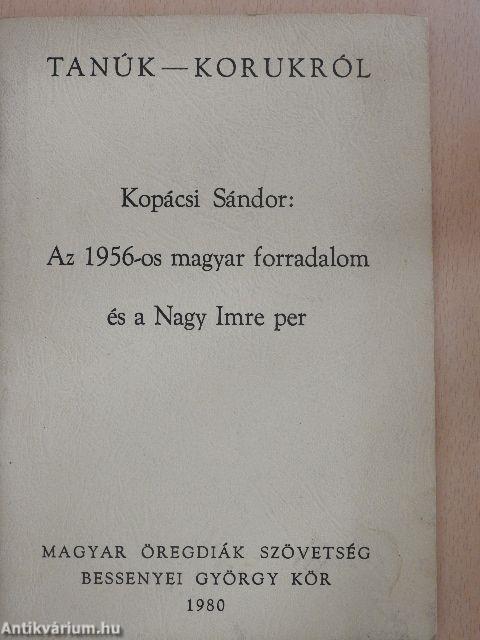 TANÚK — KORUKRÓL
Kopácsi Sándor:
Az 1956-os magyar forradalom
és a Nagy Imre per
MAGYAR ÖREGDIÁK SZÖVETSÉG
BESSENYEI GYÖRGY KÖR
1980
Antikvárium.hu